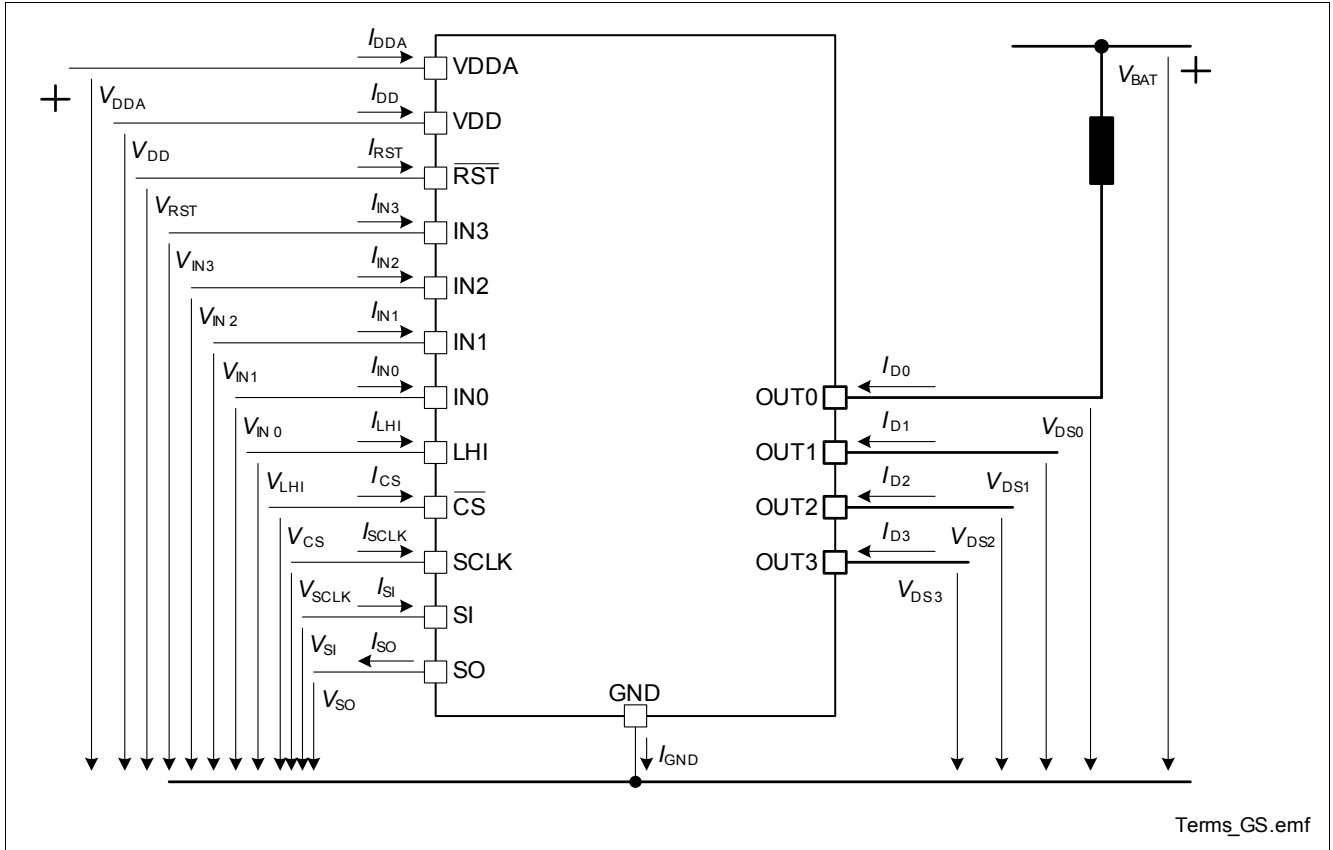 IDDA
VDDA
VDDA
IDD
VDD
VDD
IRST
RST
VRST
IIN3
IN3
VIN3
IIN2
IN2
VIN 2
IIN1
IN1
VIN1
IIN0
IN0
VIN 0
ILHI
LHI
VLHI
ICS
CS
VCS
ISCLK
SCLK
VSCLK
ISI
SI
VSI
ISO
SO
VSO
GND
IGND
VBAT
ID0
OUT0
VDS0
ID1
OUT1
VDS1
ID2
OUT2
VDS2
ID3
OUT3
VDS3
Terms_GS.emf